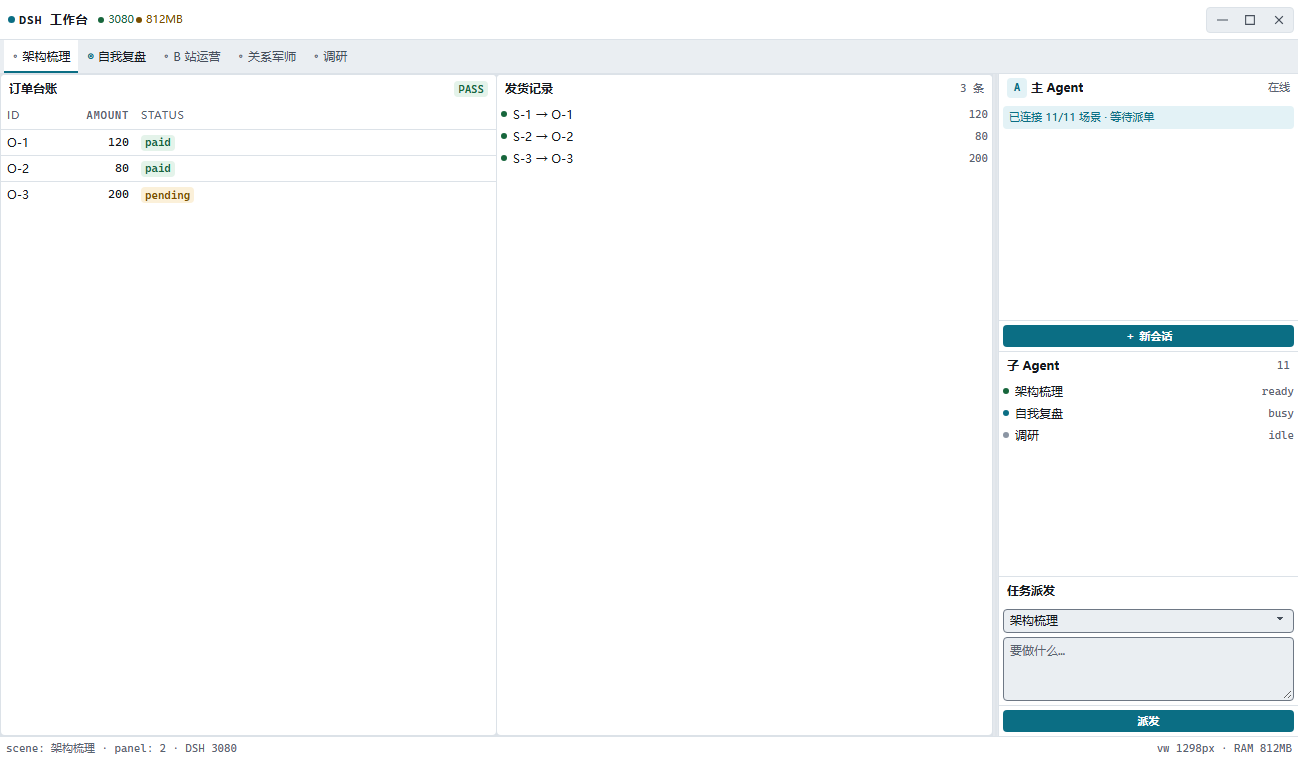 DSH 工作台 3080 812MB
架构梳理 自我复盘 B 站运营 关系军师 调研
订单台账 PASS
ID AMOUNT STATUS
O-1 120 paid
O-2 80 paid
O-3 200 pending
发货记录 3 条
S-1 → O-1 120
S-2 → O-2 80
S-3 → O-3 200
A 主 Agent 在线
已连接 11/11 场景 · 等待派单
+ 新会话
子 Agent 11
架构梳理 ready
自我复盘 busy
调研 idle
任务派发
架构梳理
要做什么…
派发
scene: 架构梳理 · panel: 2 · DSH 3080
vw 1298px · RAM 812MB